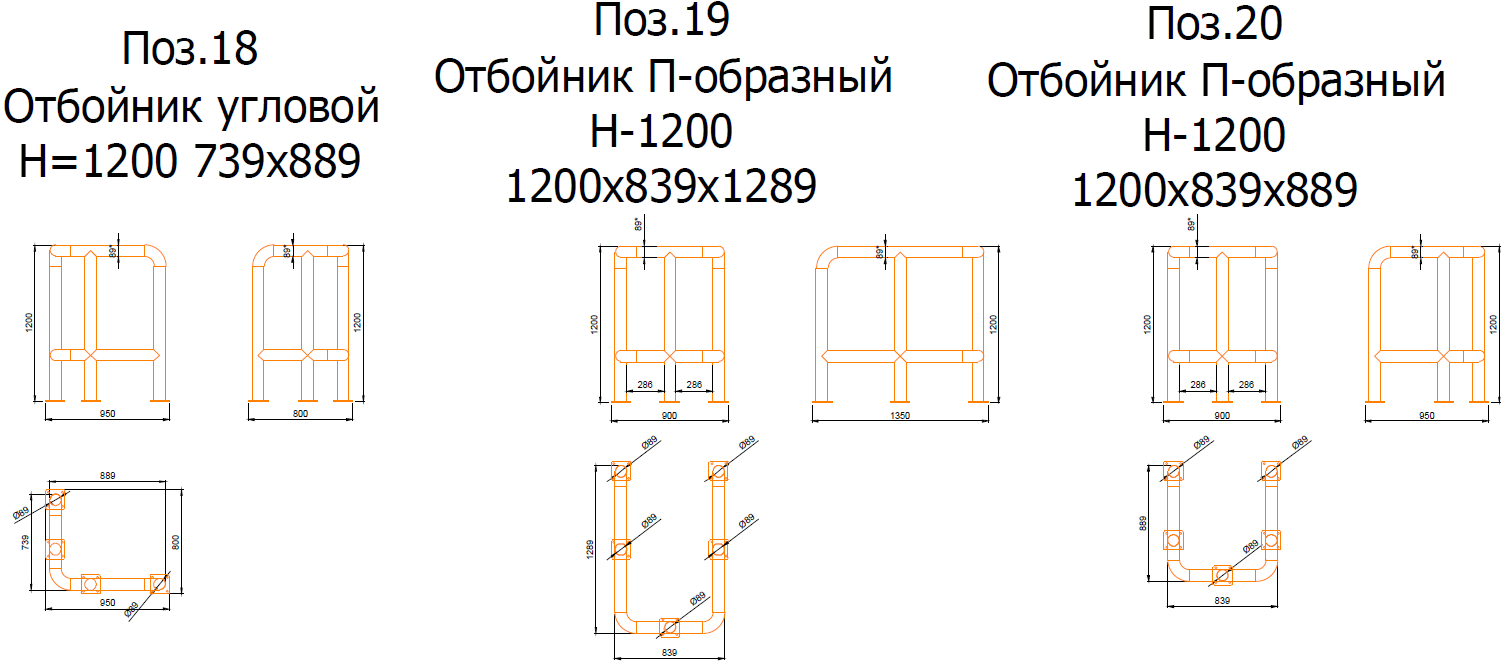 Поз.18
Отбойник угловой
Н=1200 739х889
Поз.19
Отбойник П-образный
Н-1200
1200х839х1289
Поз.20
Отбойник П-образный
Н-1200
1200х839х889
89*
1200
950
89*
1200
800
89*
1200
286
286
900
89*
1200
1350
89*
1200
286
286
900
89*
1200
950
889
Ø89
739
800
Ø89
950
Ø89
Ø89
Ø89
Ø89
1289
Ø89
839
Ø89
Ø89
889
Ø89
839